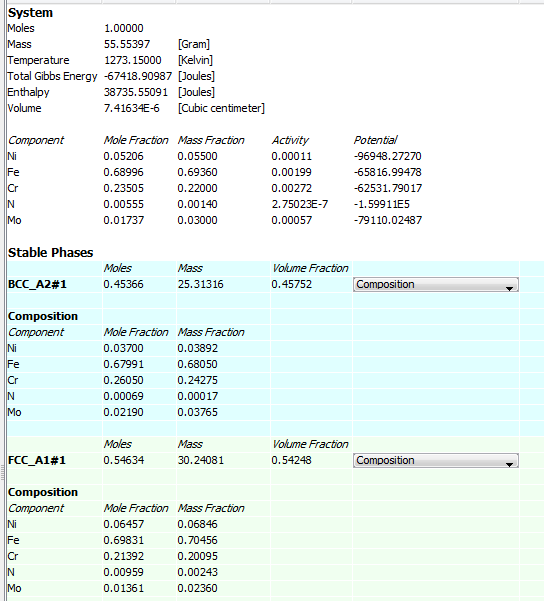 System
Moles 1.00000
Mass 55.55397 [Gram]
Temperature 1273.15000 [Kelvin]
Total Gibbs Energy -67418.90987 [Joules]
Enthalpy 38735.55091 [Joules]
Volume 7.41634E-6 [Cubic centimeter]
Component Mole Fraction Mass Fraction Activity Potential
Ni 0.05206 0.05500 0.00011 -96948.27270
Fe 0.68996 0.69360 0.00199 -65816.99478
Cr 0.23505 0.22000 0.00272 -62531.79017
N 0.00555 0.00140 2.75023E-7 -1.59911E5
Mo 0.01737 0.03000 0.00057 -79110.02487
Stable Phases
Moles Mass Volume Fraction
BCC_A2#1 0.45366 25.31316 0.45752 Composition
Composition
Component Mole Fraction Mass Fraction
Ni 0.03700 0.03892
Fe 0.67991 0.68050
Cr 0.26050 0.24275
N 0.00069 0.00017
Mo 0.02190 0.03765
Moles Mass Volume Fraction
FCC_A1#1 0.54634 30.24081 0.54248 Composition
Composition
Component Mole Fraction Mass Fraction
Ni 0.06457 0.06846
Fe 0.69831 0.70456
Cr 0.21392 0.20095
N 0.00959 0.00243
Mo 0.01361 0.02360